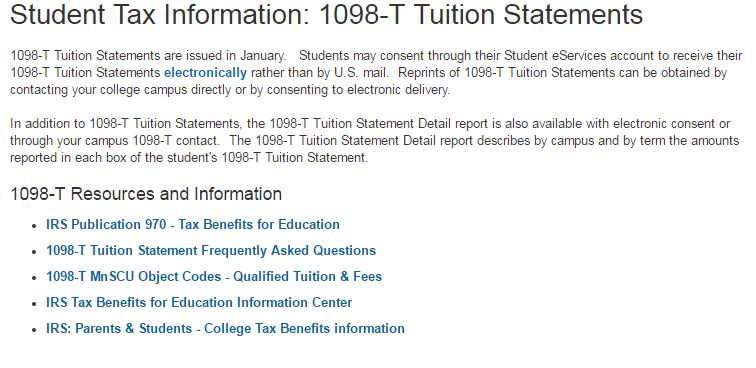 Student Tax Information: 1098-T Tuition Statements
1098-T Tuition Statements are issued in January. Students may consent through their Student eServices account to receive their
1098-T Tuition Statements electronically rather than by U.S. mail. Reprints of 1098-T Tuition Statements can be obtained by
contacting your college campus directly or by consenting to electronic delivery.
In addition to 1098-T Tuition Statements, the 1098-T Tuition Statement Detail report is also available with electronic consent or
through your campus 1098-T contact. The 1098-T Tuition Statement Detail report describes by campus and by term the amounts
reported in each box of the student's 1098-T Tuition Statement.
1098-T Resources and Information
• IRS Publication 970 - Tax Benefits for Education
• 1098-T Tuition Statement Frequently Asked Questions
• 1098-T MnSCU Object Codes - Qualified Tuition & Fees
• IRS Tax Benefits for Education Information Center
• IRS: Parents & Students - College Tax Benefits information